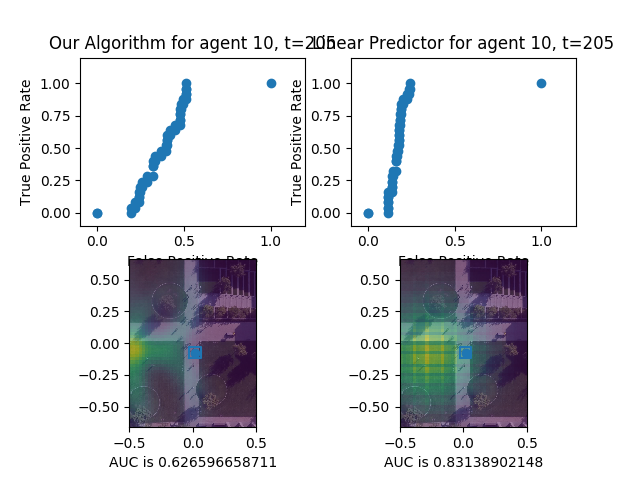 Our Algorithm for agent 10, t=205
Linear Predictor for agent 10, t=205
True Positive Rate
1.00
0.75
0.50
0.25
0.00
0.0 0.5 1.0
False Positive Rate
True Positive Rate
1.00
0.75
0.50
0.25
0.00
0.0 0.5 1.0
False Positive Rate
0.50
0.25
0.00
−0.25
−0.50
−0.5 0.0 0.5
AUC is 0.626596658711
0.50
0.25
0.00
−0.25
−0.50
−0.5 0.0 0.5
AUC is 0.83138902148